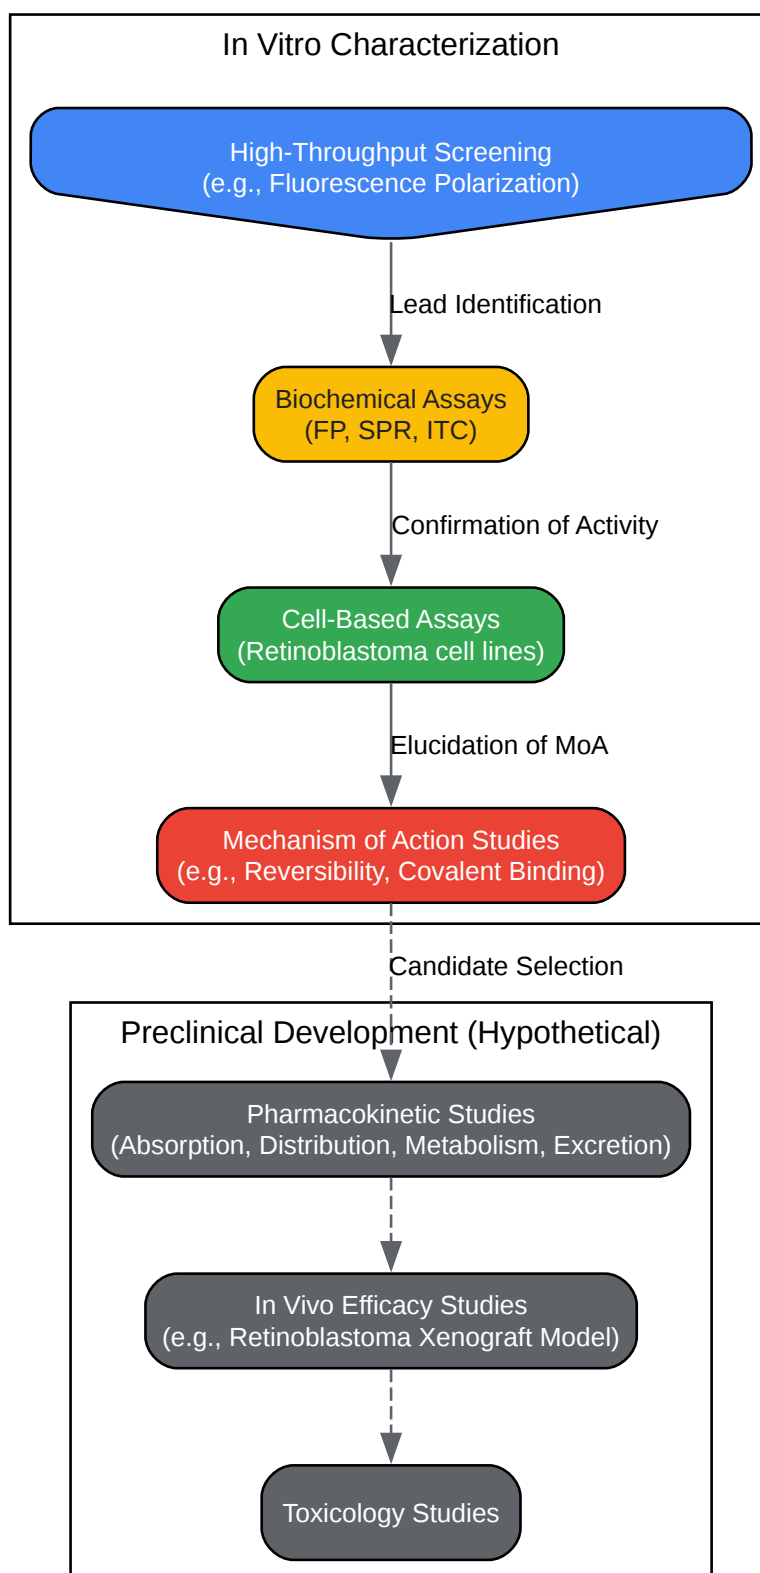 In Vitro Characterization
High-Throughput Screening
(e.g., Fluorescence Polarization)
Lead Identification
Biochemical Assays
(FP, SPR, ITC)
Confirmation of Activity
Cell-Based Assays
(Retinoblastoma cell lines)
Elucidation of MoA
Mechanism of Action Studies
(e.g., Reversibility, Covalent Binding)
Candidate Selection
Preclinical Development (Hypothetical)
Pharmacokinetic Studies
(Absorption, Distribution, Metabolism, Excretion)
In Vivo Efficacy Studies
(e.g., Retinoblastoma Xenograft Model)
Toxicology Studies